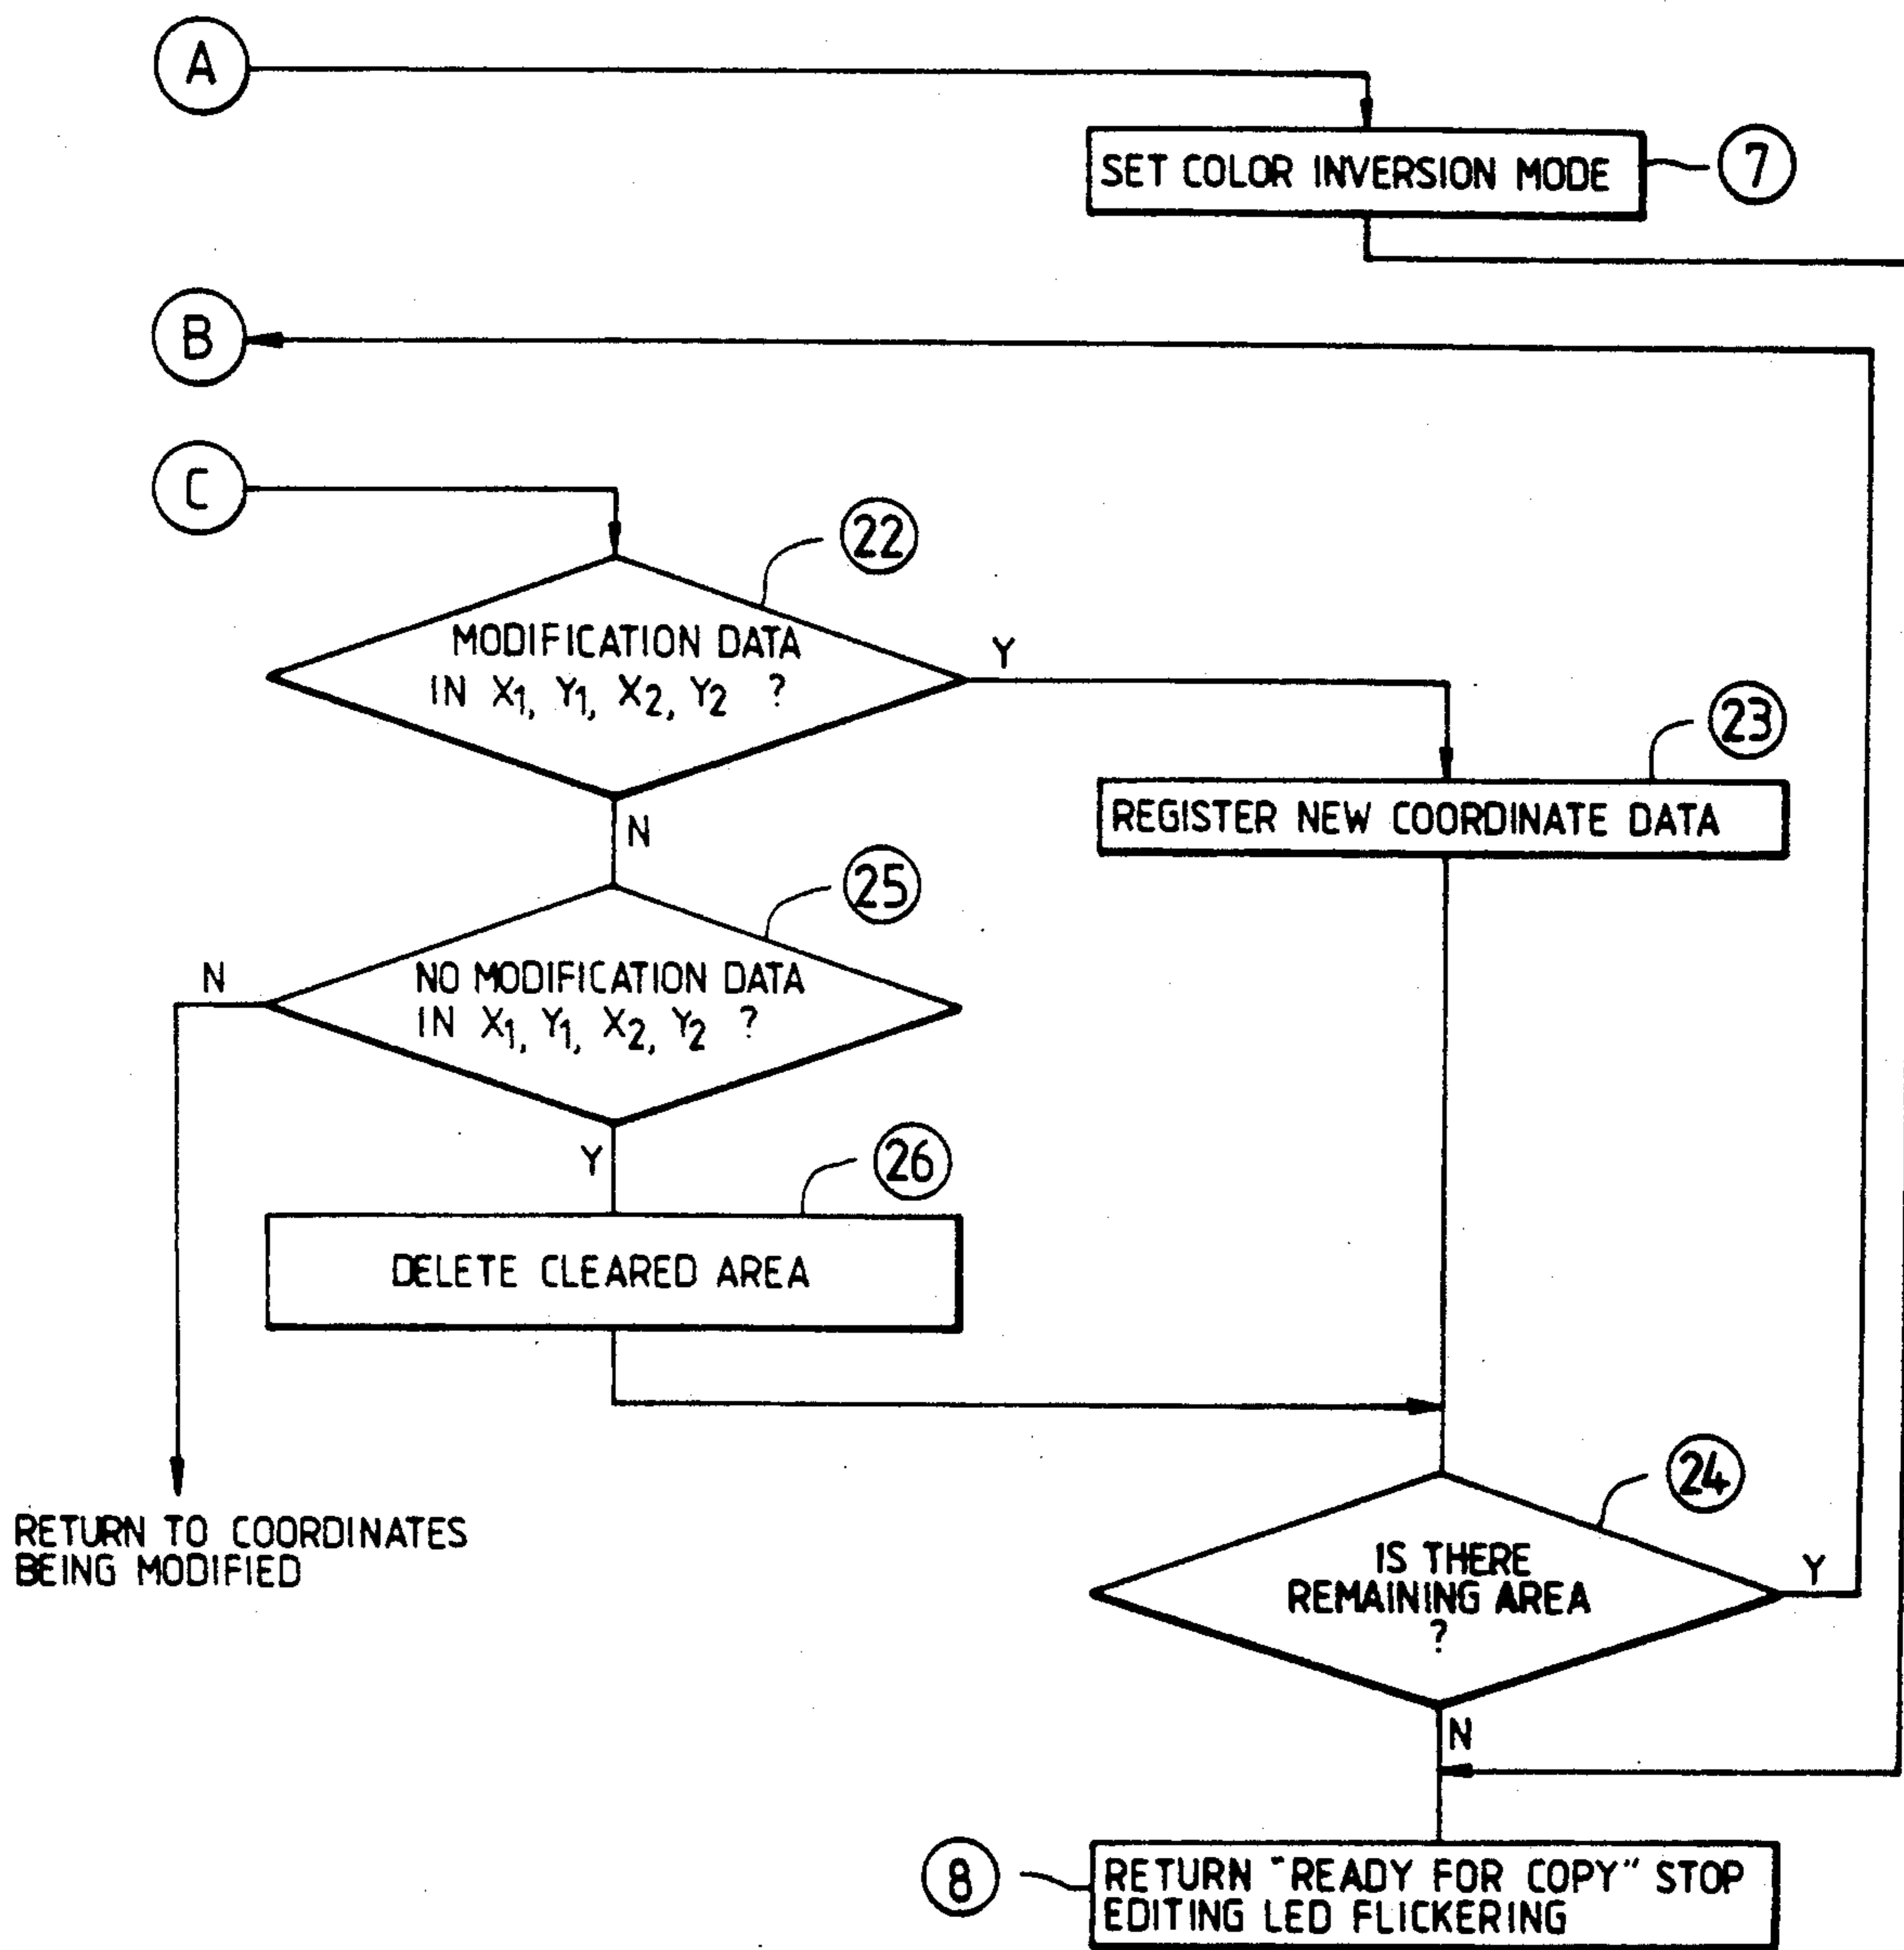 A
SET COLOR INVERSION MODE
7
B
C
22
MODIFICATION DATA
IN X1, Y1, X2, Y2 ?
Y
23
REGISTER NEW COORDINATE DATA
N
25
NO MODIFICATION DATA
IN X1, Y1, X2, Y2 ?
N
Y
26
DELETE CLEARED AREA
24
RETURN TO COORDINATES
BEING MODIFIED
IS THERE
REMAINING AREA
?
Y
N
8
RETURN "READY FOR COPY" STOP
EDITING LED FLICKERING